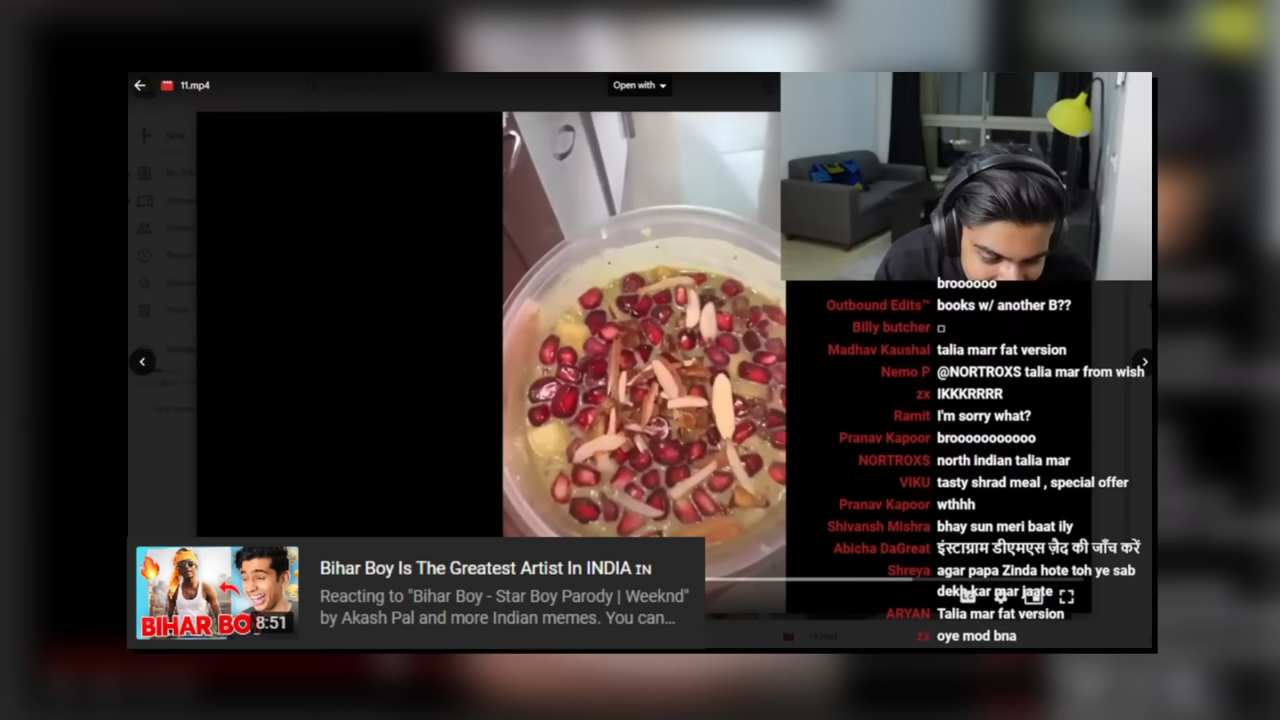 11.mp4
Open with
broooooo
Outbound Edits™ books w/ another B??
Billy butcher
Madhav Kaushal talia marr fat version
Nemo P @NORTROXS talia mar from wish
zx IKKKRRRR
Ramit I'm sorry what?
Pranav Kapoor brooooooooooo
NORTROXS north indian talia mar
VIKU tasty shrad meal , special offer
Pranav Kapoor wthhh
Shivansh Mishra bhay sun meri baat ily
Abicha DaGreat इंस्टाग्राम डीएमएस ज़ैद की जाँच करें
Shreya agar papa Zinda hote toh ye sab
dekh kar mar jaate
ARYAN Talia mar fat version
zx oye mod bna
BIHAR BO
8:51
Bihar Boy Is The Greatest Artist In INDIA IN
Reacting to "Bihar Boy - Star Boy Parody | Weeknd"
by Akash Pal and more Indian memes. You can...